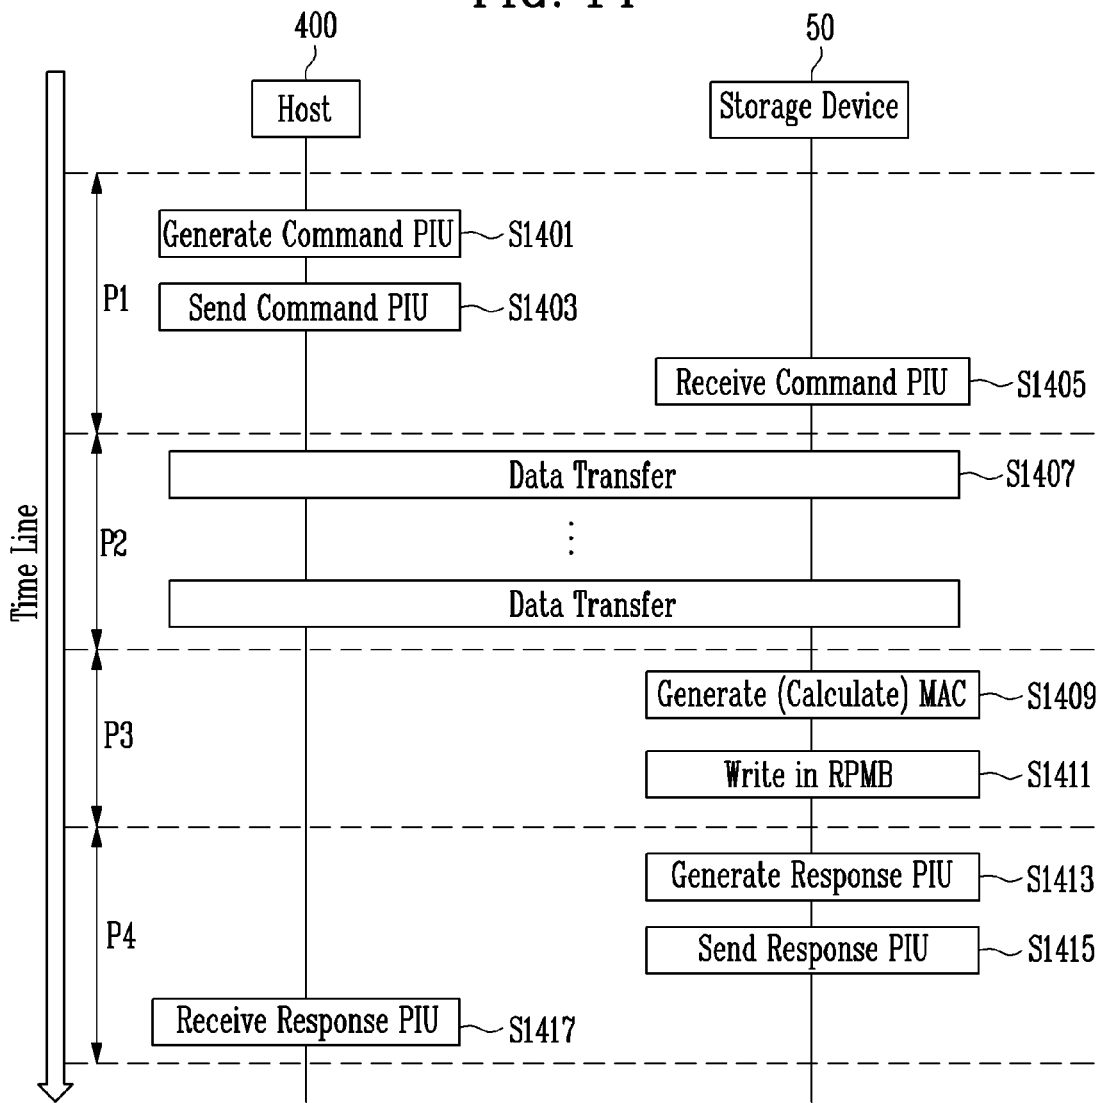 400
50
Host
Storage Device
Generate Command PIU
S1401
P1
Send Command PIU
S1403
Receive Command PIU
S1405
Data Transfer
S1407
P2
Time Line
Data Transfer
Generate (Calculate) MAC
S1409
P3
Write in RPMB
S1411
Generate Response PIU
S1413
P4
Send Response PIU
S1415
Receive Response PIU
S1417